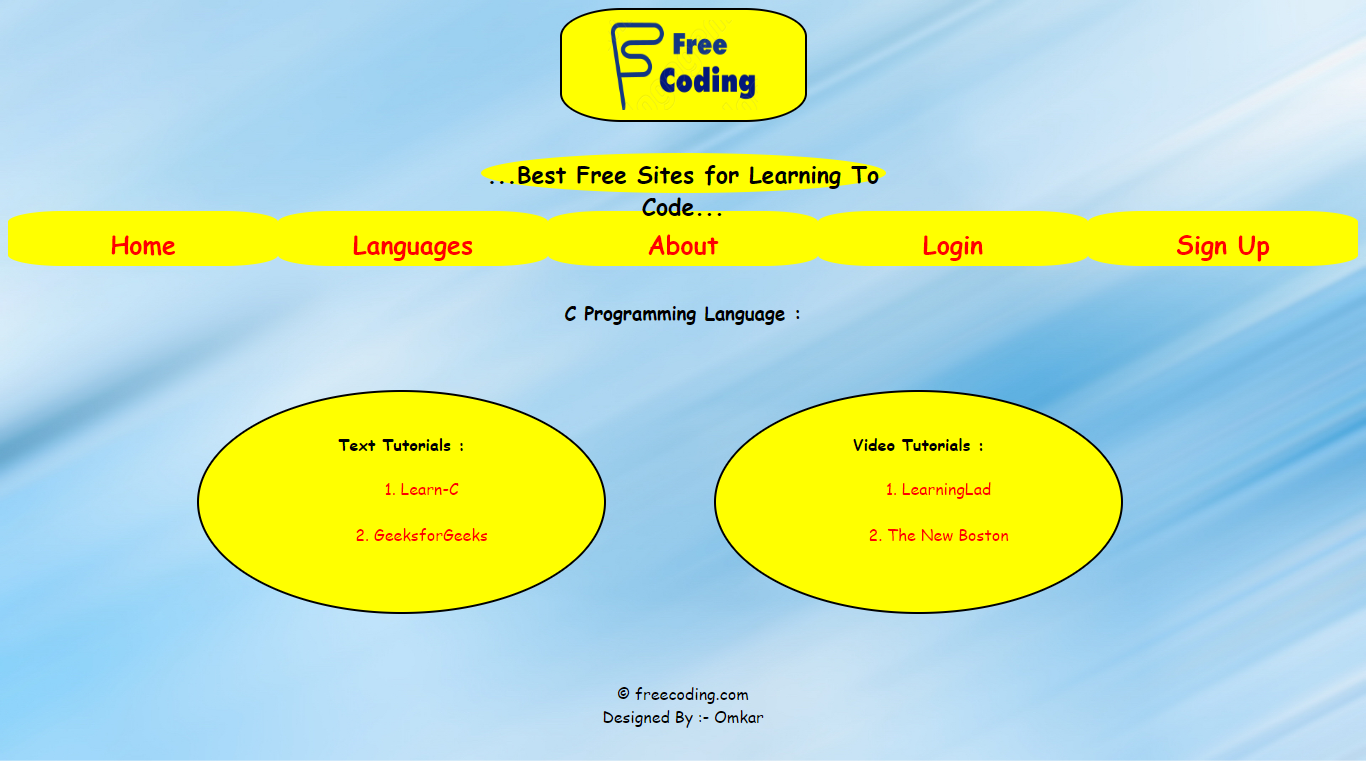 Free
Coding
...Best Free Sites for Learning To
Code...
Home Languages About Login Sign Up
C Programming Language :
Text Tutorials :
1. Learn-C
2. GeeksforGeeks
Video Tutorials :
1. LearningLad
2. The New Boston
© freecoding.com
Designed By :- Omkar